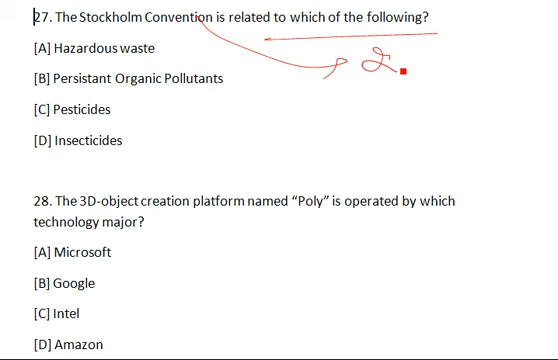 27. The Stockholm Convention is related to which of the following?
[A] Hazardous waste
2.
[B] Persistant Organic Pollutants
[C] Pesticides
[D] Insecticides
28. The 3D-object creation platform named “Poly” is operated by which
technology major?
[A] Microsoft
[B] Google
[C] Intel
[D] Amazon